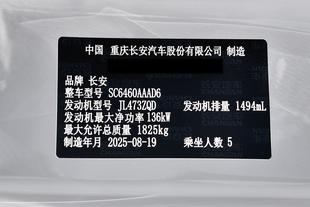 中国 重庆长安汽车股份有限公司 制造
品牌 长安
整车型号 SC6460AAAD6
发动机型号 JL473ZQD 发动机排量 1494mL
发动机最大净功率 136kW
最大允许总质量 1825kg
制造年月 2025-08-19 乘坐人数 5